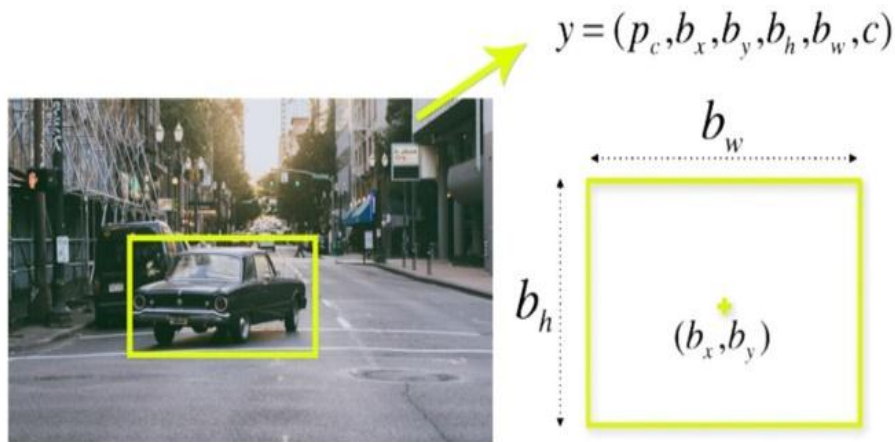 y = (p_c, b_x, b_y, b_h, b_w, c)
b_w
b_h
(b_x, b_y)